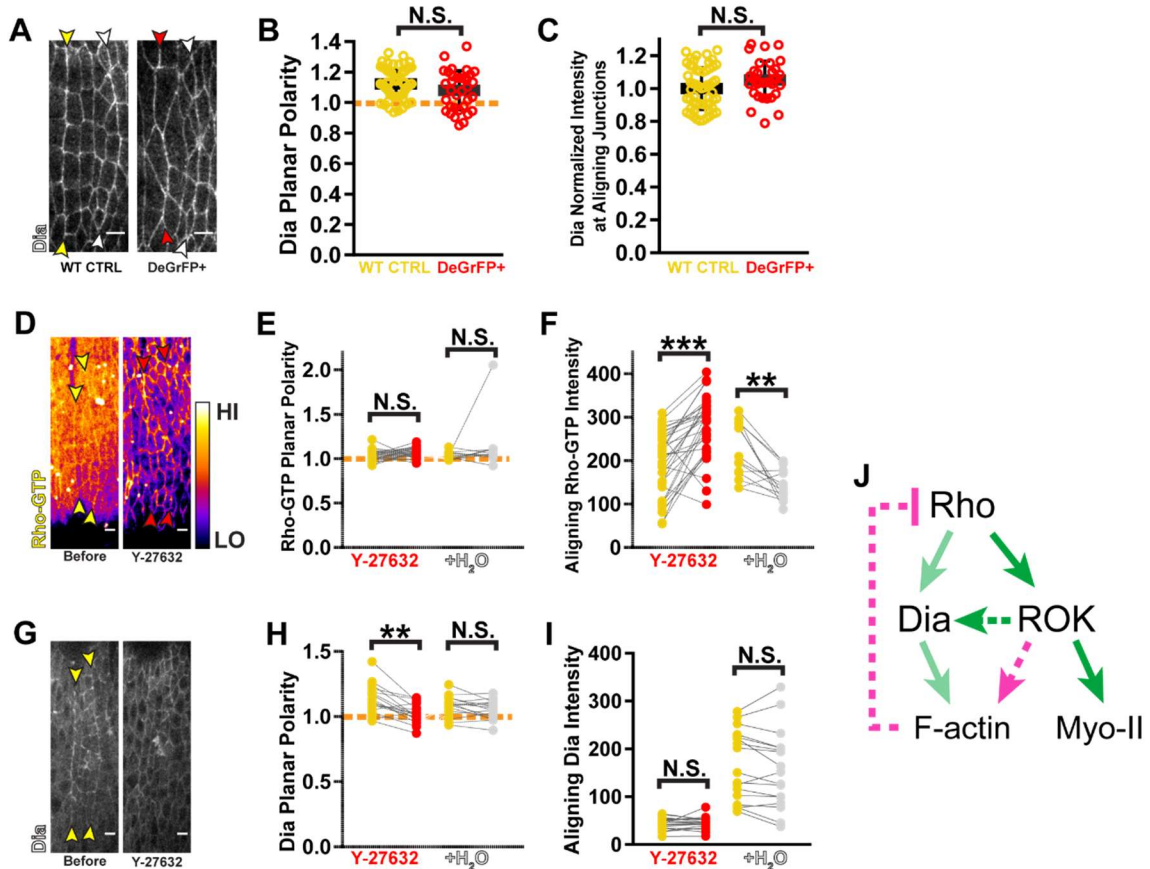 A
Dia
WT CTRL
DeGrFP+
B
N.S.
Dia Planar Polarity
1.4
1.2
1.0
0.8
0.6
0.4
0.2
0.0
WT CTRL
DeGrFP+
C
N.S.
Dia Normalized Intensity
at Aligning Junctions
1.2
1.0
0.8
0.6
0.4
0.2
0.0
WT CTRL
DeGrFP+
D
Rho-GTP
Before
Y-27632
HI
LO
E
N.S.
N.S.
Rho-GTP Planar Polarity
2.0
1.5
1.0
0.5
0.0
Y-27632
+H₂O
F
***
**
Aligning Rho-GTP Intensity
400
300
200
100
0
Y-27632
+H₂O
G
Dia
Before
Y-27632
H
**
N.S.
Dia Planar Polarity
1.5
1.0
0.5
0.0
Y-27632
+H₂O
I
N.S.
N.S.
Aligning Dia Intensity
400
300
200
100
0
Y-27632
+H₂O
J
Rho
Dia
ROK
F-actin
Myo-II